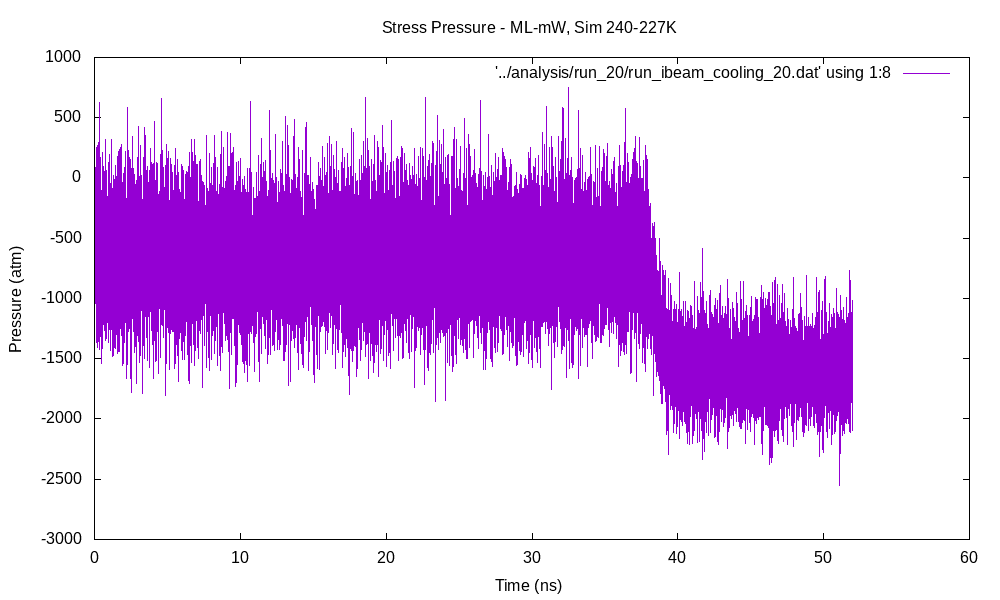 Stress Pressure - ML-mW, Sim 240-227K
'../analysis/run_20/run_ibeam_cooling_20.dat' using 1:8
1000
500
0
-500
-1000
-1500
-2000
-2500
-3000
Pressure (atm)
0 10 20 30 40 50 60
Time (ns)